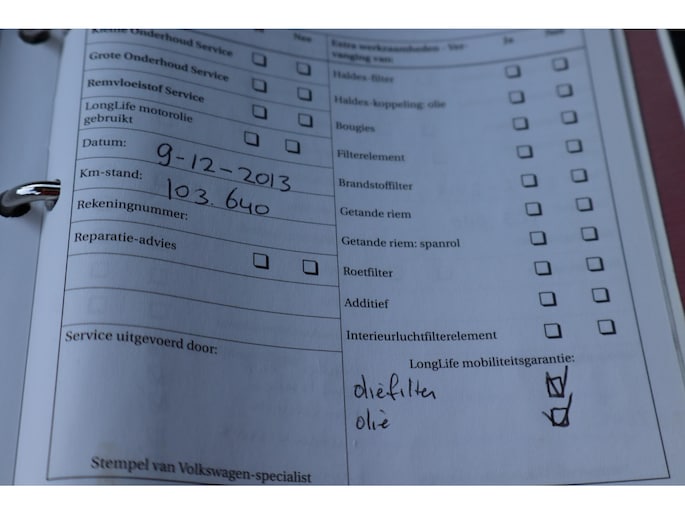 Kleine Onderhoud Service
Nee
Grote Onderhoud Service
Remvloeistof Service
LongLife motorolie
gebruikt
Datum: 9-12-2013
Km-stand: 103.640
Rekeningnummer:
Reparatie-advies
Service uitgevoerd door:
Stempel van Volkswagen-specialist
Extra werkzaamheden - Ver-
vanging van:
Ja
Nee
Haldex-filter
Haldex-koppeling: olie
Bougies
Filterelement
Brandstoffilter
Getande riem
Getande riem: spanrol
Roetfilter
Additief
Interieurluchtfilterelement
LongLife mobiliteitsgarantie:
oliefilter
olie